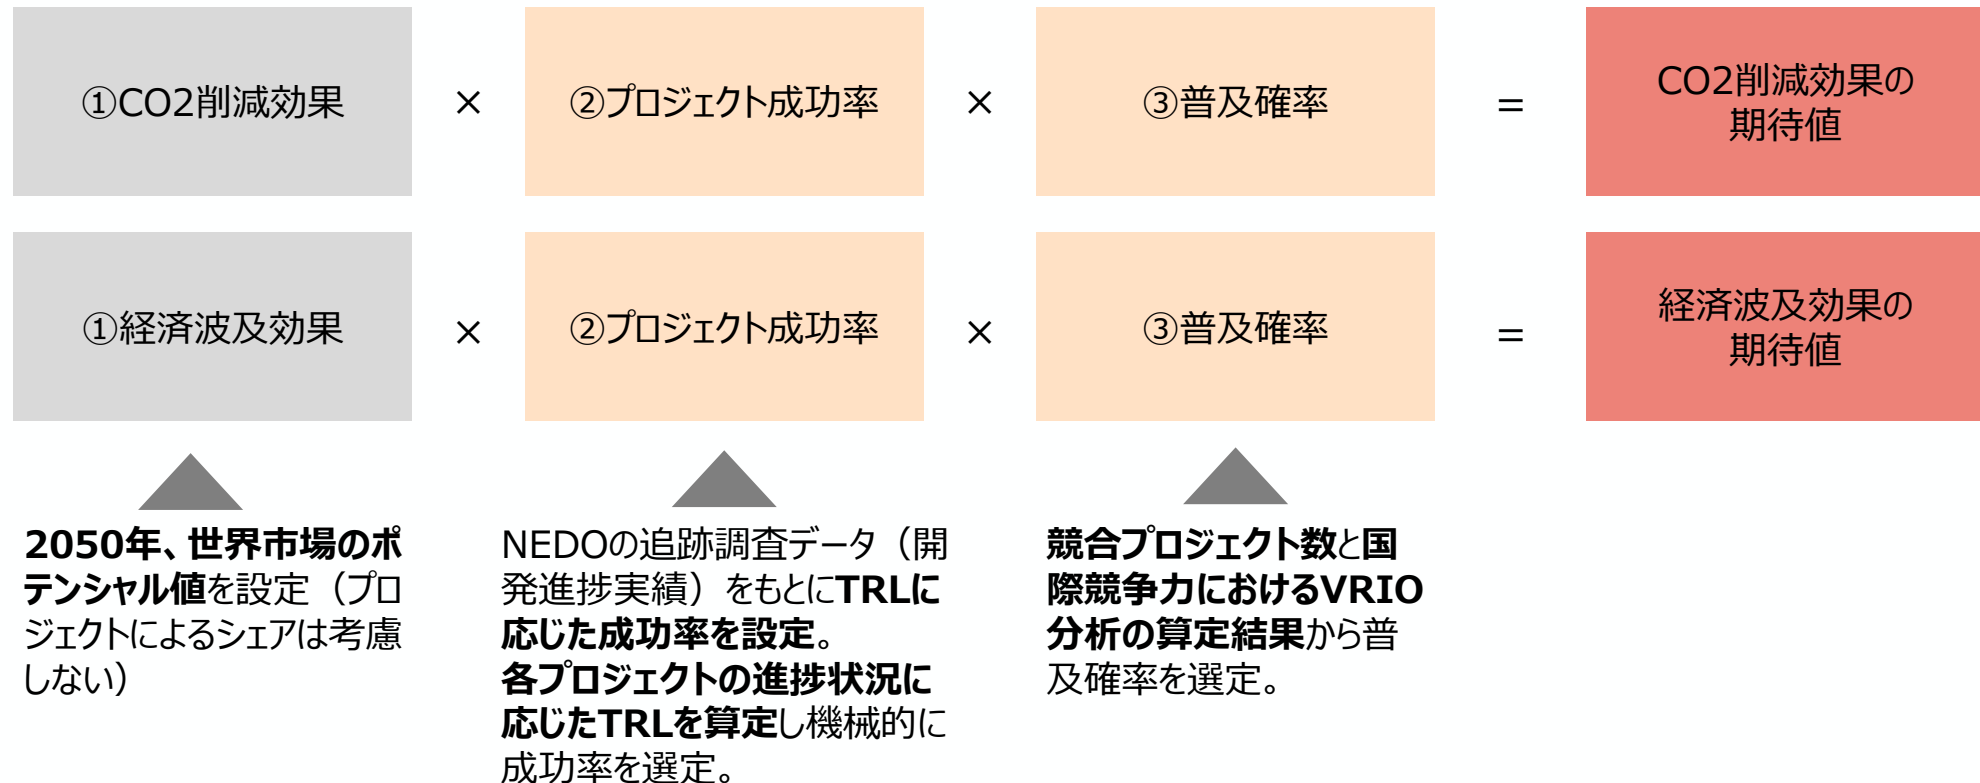 ①CO2削減効果
×
②プロジェクト成功率
×
③普及確率
=
CO2削減効果の
期待値
①経済波及効果
×
②プロジェクト成功率
×
③普及確率
=
経済波及効果の
期待値
2050年、世界市場のポ
テンシャル値を設定（プロ
ジェクトによるシェアは考慮
しない）
NEDOの追跡調査データ（開
発進捗実績）をもとにTRLに
応じた成功率を設定。
各プロジェクトの進捗状況に
応じたTRLを算定し機械的に
成功率を選定。
競合プロジェクト数と国
際競争力におけるVRIO
分析の算定結果から普
及確率を選定。